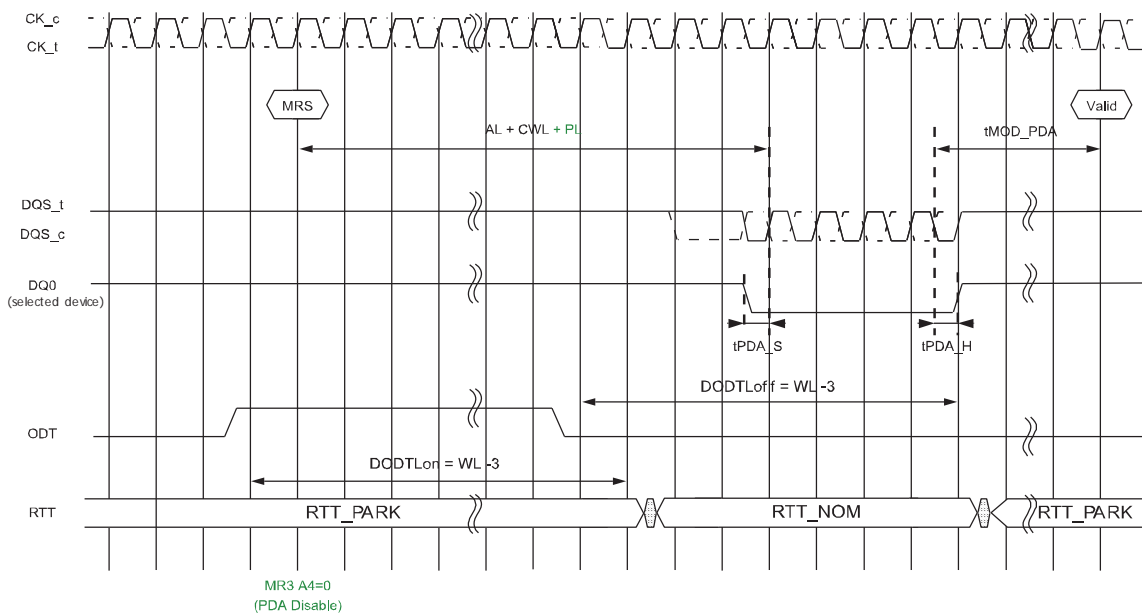 CK_c
CK_t
MRS
Valid
AL + CWL + PL
tMOD_PDA
DQS_t
DQS_c
DQ0
(selected device)
tPDA_S
tPDA_H
DODTLoff = WL -3
ODT
DODTLon = WL -3
RTT
RTT_PARK
RTT_NOM
RTT_PARK
MR3 A4=0
(PDA Disable)